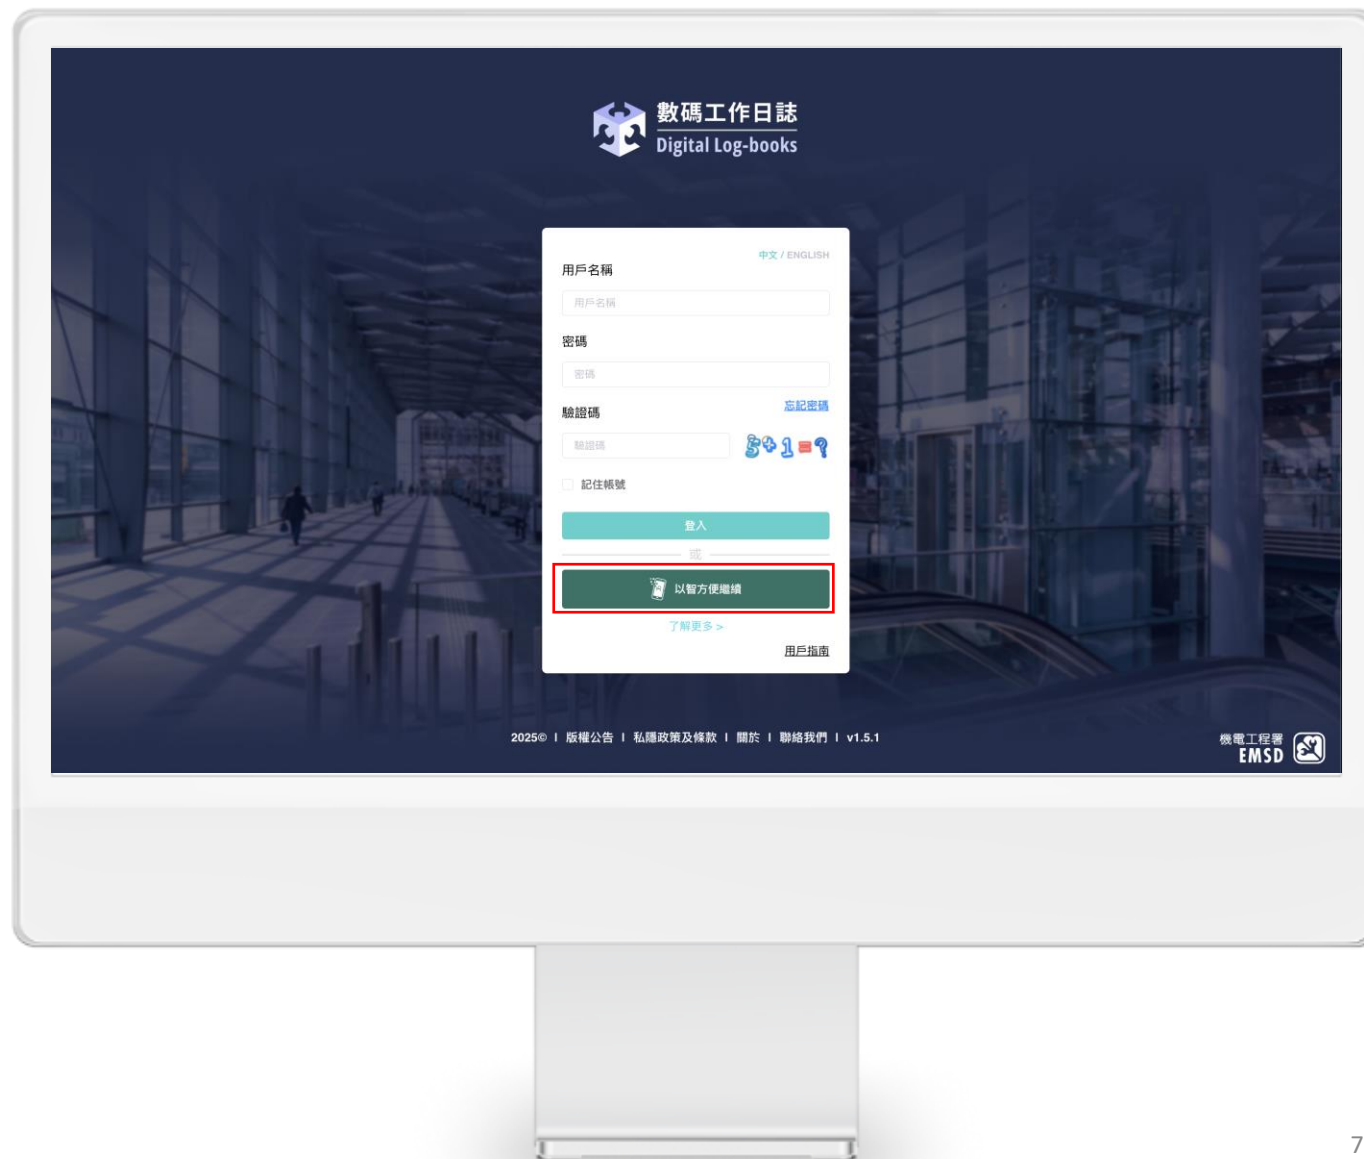 數碼工作日誌
Digital Log-books
中文 / ENGLISH
用戶名稱
用戶名稱
密碼
密碼
忘記密碼
驗證碼
驗證碼
5+1=?
記住帳號
登入
或
以智方便繼續
了解更多 >
用戶指南
2025© | 版權公告 | 私隱政策及條款 | 關於 | 聯絡我們 | v1.5.1
機電工程署
EMSD
7